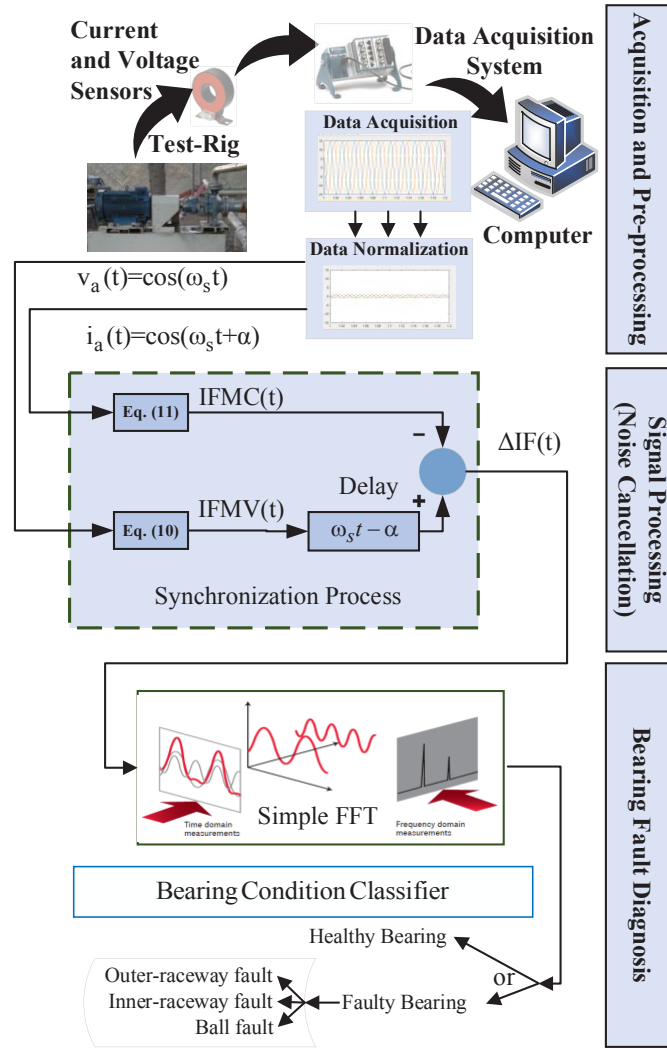 Current
and Voltage
Sensors
Data Acquisition
System
Test-Rig
Data Acquisition
Computer
Data Normalization
Acquisition and Pre-processing
v_a(t)=cos(ω_s t)
i_a(t)=cos(ω_s t+α)
Eq. (11)
IFMC(t)
−
ΔIF(t)
Delay
+
Eq. (10)
IFMV(t)
ω_s t − α
Synchronization Process
Signal Processing
(Noise Cancellation)
Time domain
measurements
Simple FFT
Frequency domain
measurements
Bearing Condition Classifier
Healthy Bearing
or
Outer-raceway fault
Inner-raceway fault
Ball fault
Faulty Bearing
Bearing Fault Diagnosis